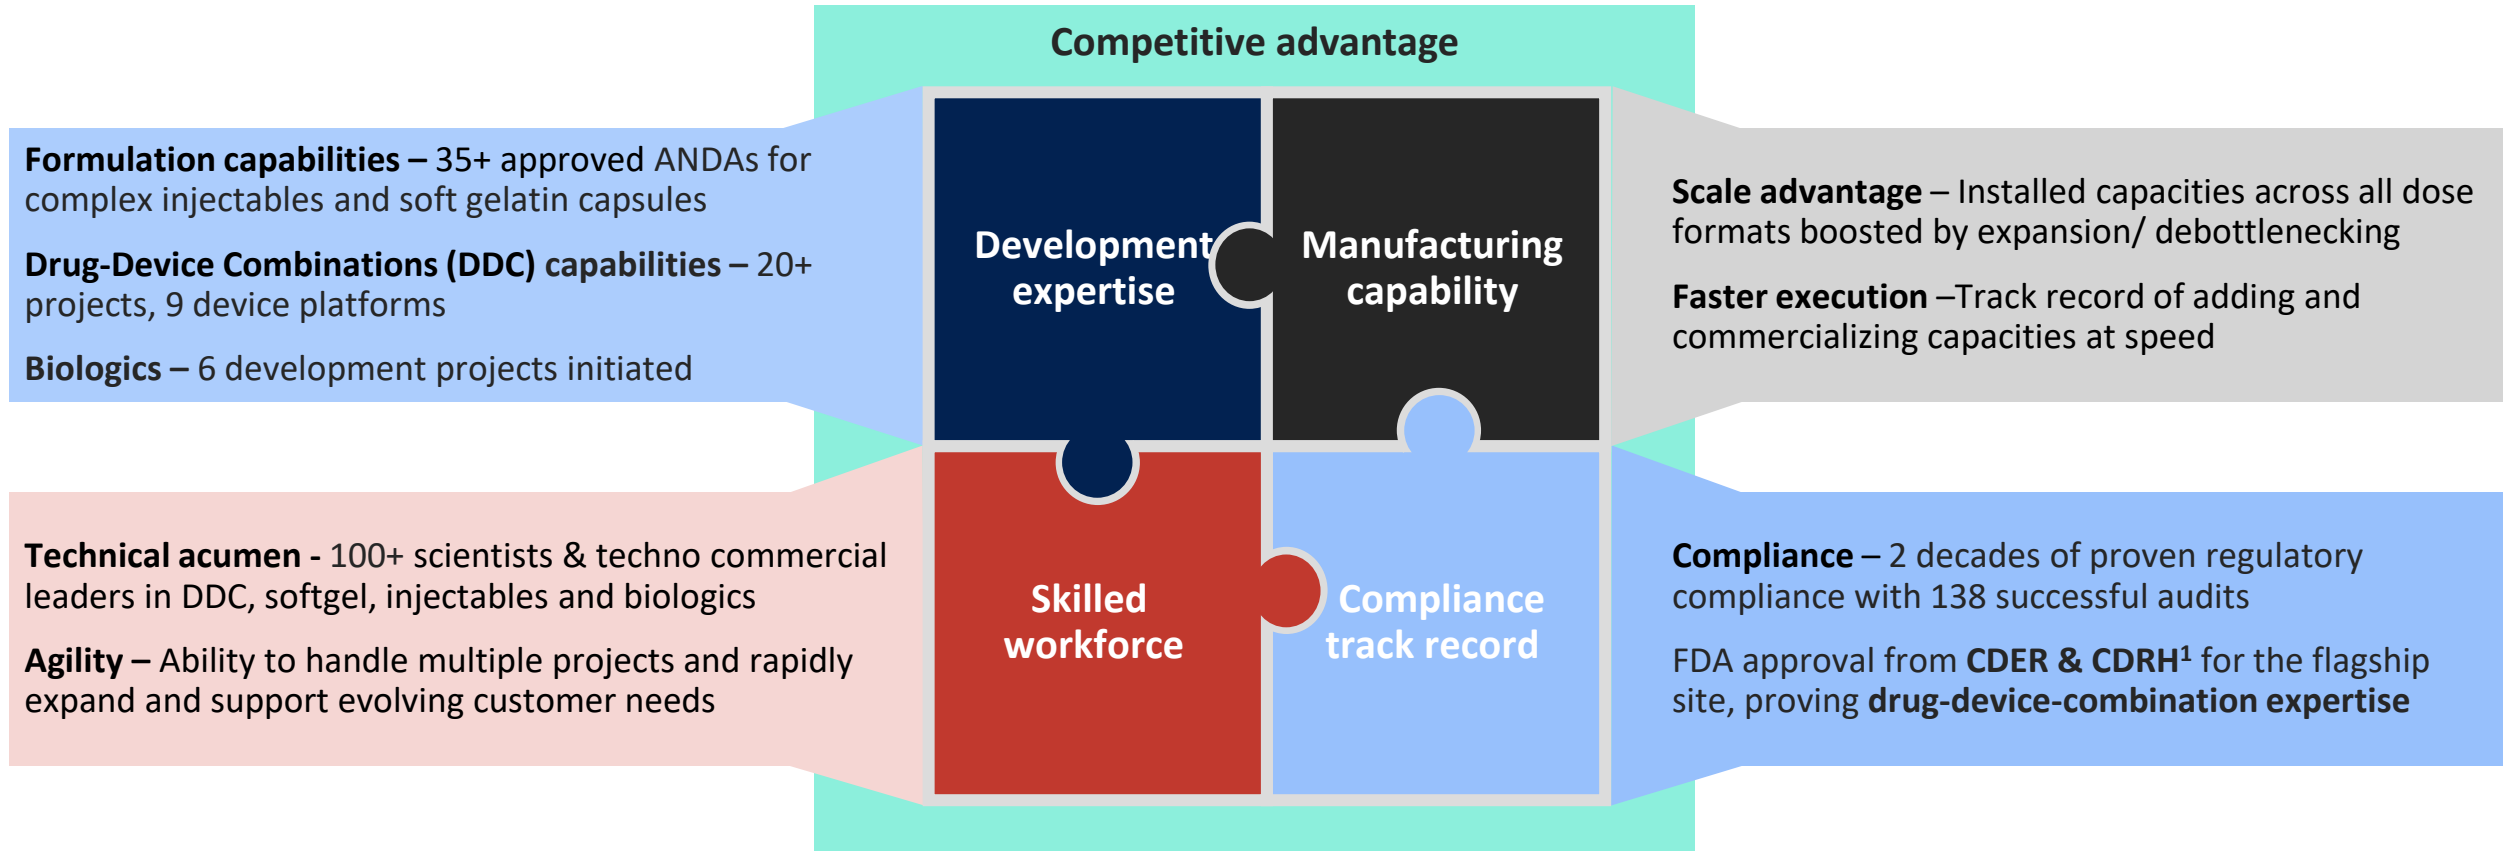 Competitive advantage
Formulation capabilities – 35+ approved ANDAs for
complex injectables and soft gelatin capsules
Drug-Device Combinations (DDC) capabilities – 20+
projects, 9 device platforms
Biologics – 6 development projects initiated
Development
expertise
Manufacturing
capability
Scale advantage – Installed capacities across all dose
formats boosted by expansion/ debottlenecking
Faster execution –Track record of adding and
commercializing capacities at speed
Technical acumen - 100+ scientists & techno commercial
leaders in DDC, softgel, injectables and biologics
Agility – Ability to handle multiple projects and rapidly
expand and support evolving customer needs
Skilled
workforce
Compliance
track record
Compliance – 2 decades of proven regulatory
compliance with 138 successful audits
FDA approval from CDER & CDRH¹ for the flagship
site, proving drug-device-combination expertise